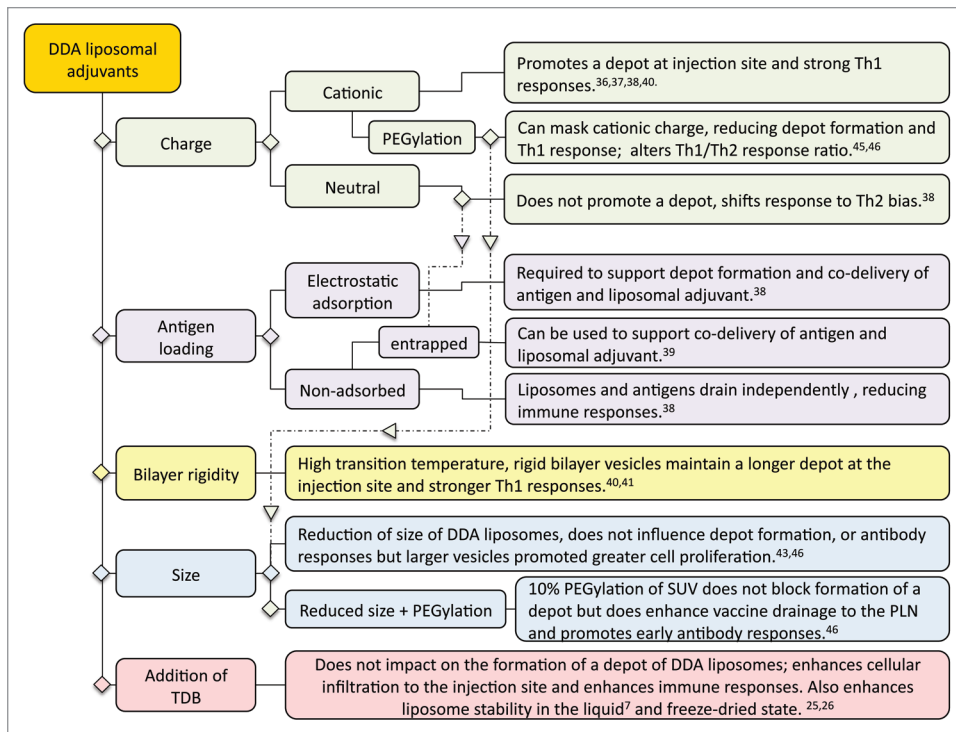 DDA liposomal
adjuvants
Charge
Cationic
Promotes a depot at injection site and strong Th1
responses.36,37,38,40.
PEGylation
Can mask cationic charge, reducing depot formation and
Th1 response; alters Th1/Th2 response ratio.45,46
Neutral
Does not promote a depot, shifts response to Th2 bias.38
Antigen
loading
Electrostatic
adsorption
Required to support depot formation and co-delivery of
antigen and liposomal adjuvant.38
entrapped
Can be used to support co-delivery of antigen and
liposomal adjuvant.39
Non-adsorbed
Liposomes and antigens drain independently , reducing
immune responses.38
Bilayer rigidity
High transition temperature, rigid bilayer vesicles maintain a longer depot at the
injection site and stronger Th1 responses.40,41
Size
Reduction of size of DDA liposomes, does not influence depot formation, or antibody
responses but larger vesicles promoted greater cell proliferation.43,46
Reduced size + PEGylation
10% PEGylation of SUV does not block formation of a
depot but does enhance vaccine drainage to the PLN
and promotes early antibody responses.46
Addition of
TDB
Does not impact on the formation of a depot of DDA liposomes; enhances cellular
infiltration to the injection site and enhances immune responses. Also enhances
liposome stability in the liquid7 and freeze-dried state. 25,26